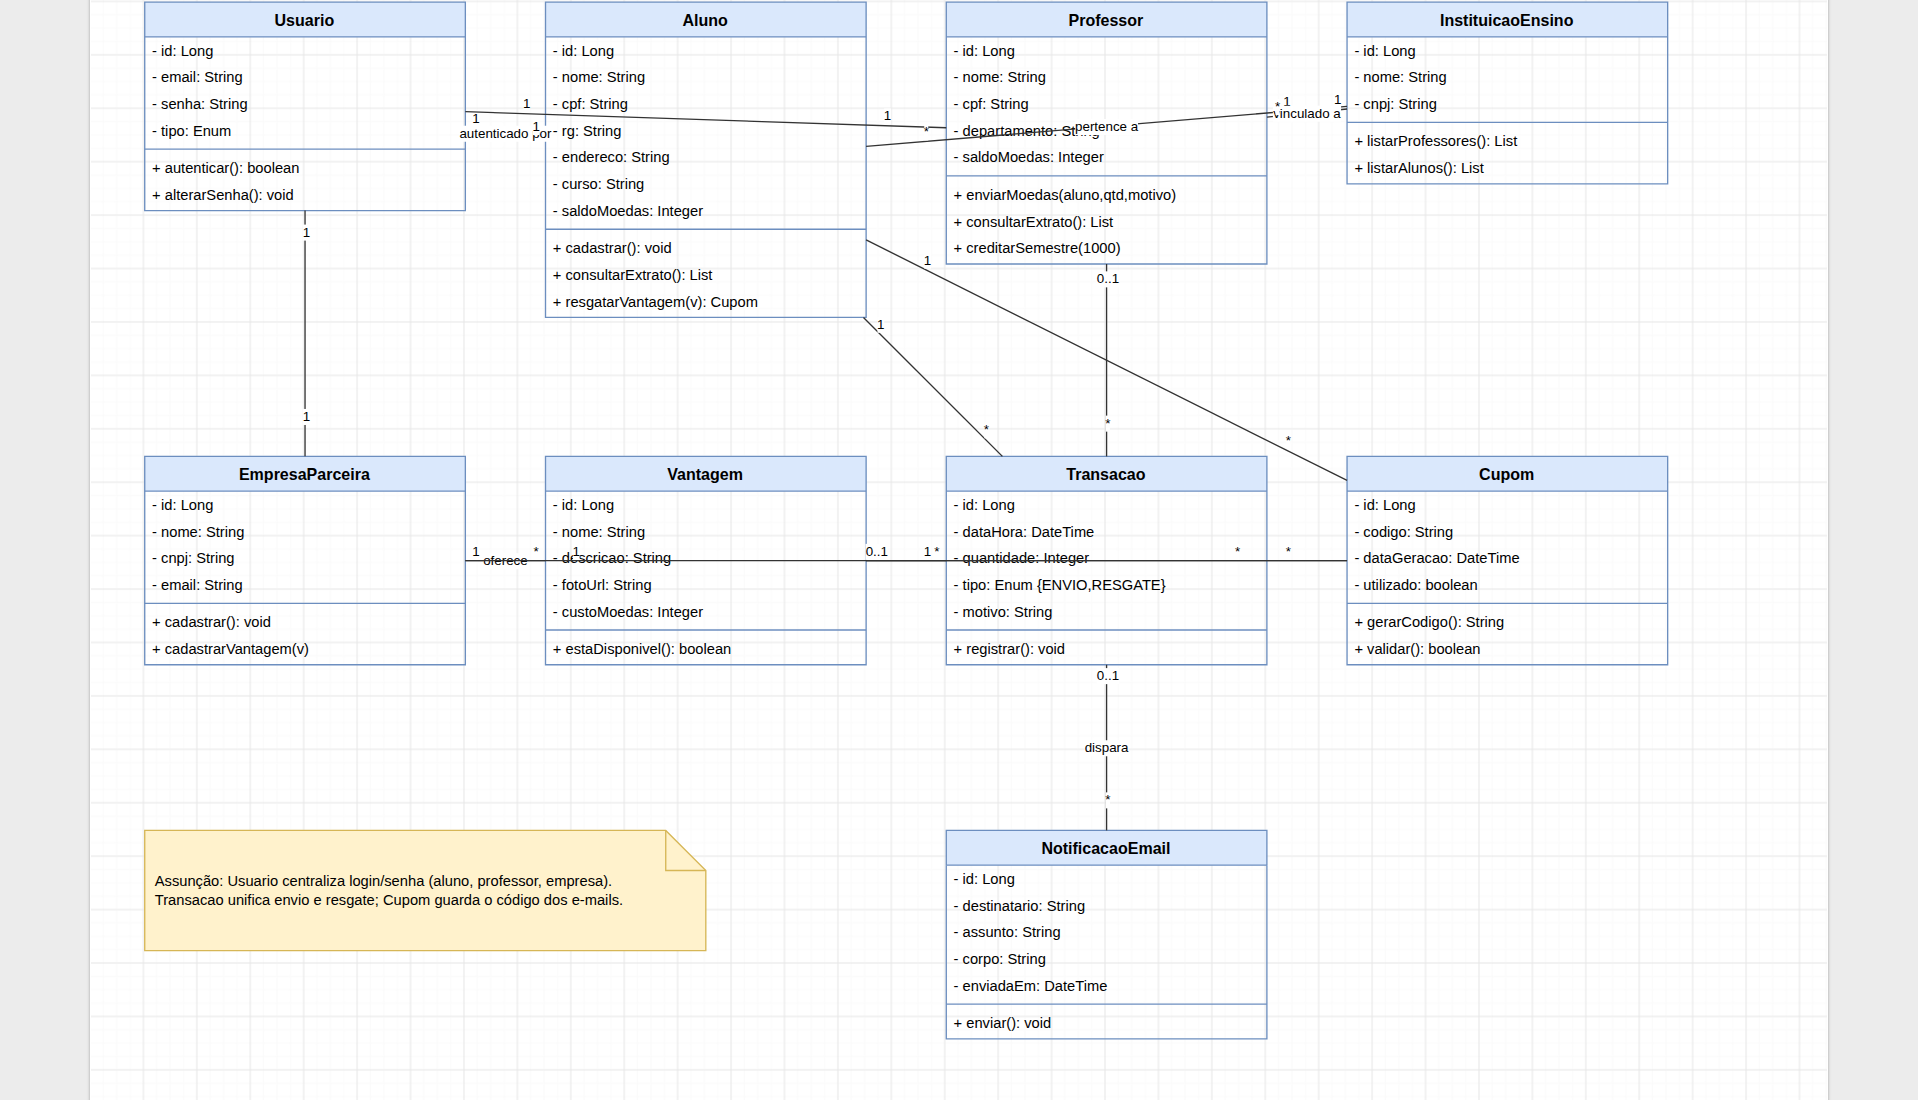 Usuario
- id: Long
- email: String
- senha: String
- tipo: Enum
+ autenticar(): boolean
+ alterarSenha(): void
Aluno
- id: Long
- nome: String
- cpf: String
- rg: String
- endereco: String
- curso: String
- saldoMoedas: Integer
+ cadastrar(): void
+ consultarExtrato(): List
+ resgatarVantagem(v): Cupom
Professor
- id: Long
- nome: String
- cpf: String
- departamento: String
- saldoMoedas: Integer
+ enviarMoedas(aluno,qtd,motivo)
+ consultarExtrato(): List
+ creditarSemestre(1000)
InstituicaoEnsino
- id: Long
- nome: String
- cnpj: String
+ listarProfessores(): List
+ listarAlunos(): List
1
1
autenticado por
1
1
*
pertence a
* 1
1
vinculado a
1
1
1
*
1
*
0..1
*
EmpresaParceira
- id: Long
- nome: String
- cnpj: String
- email: String
+ cadastrar(): void
+ cadastrarVantagem(v)
Vantagem
- id: Long
- nome: String
- descricao: String
- fotoUrl: String
- custoMoedas: Integer
+ estaDisponivel(): boolean
Transacao
- id: Long
- dataHora: DateTime
- quantidade: Integer
- tipo: Enum {ENVIO,RESGATE}
- motivo: String
+ registrar(): void
Cupom
- id: Long
- codigo: String
- dataGeracao: DateTime
- utilizado: boolean
+ gerarCodigo(): String
+ validar(): boolean
1
oferece
*
1
0..1
1 *
*
*
0..1
dispara
*
Assunção: Usuario centraliza login/senha (aluno, professor, empresa).
Transacao unifica envio e resgate; Cupom guarda o código dos e-mails.
NotificacaoEmail
- id: Long
- destinatario: String
- assunto: String
- corpo: String
- enviadaEm: DateTime
+ enviar(): void